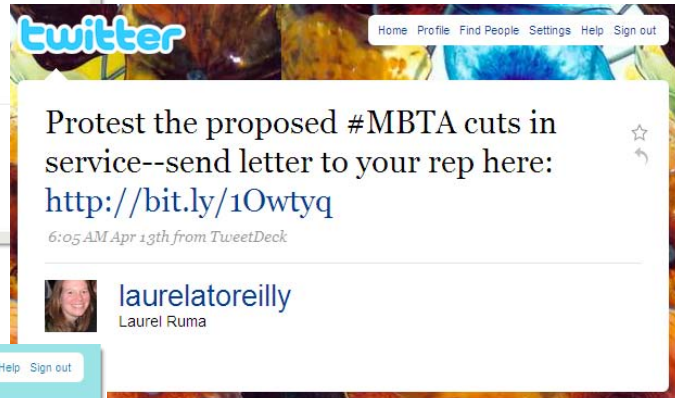 twitter
Home Profile Find People Settings Help Sign out
Protest the proposed #MBTA cuts in
service--send letter to your rep here:
http://bit.ly/1Owtyq
6:05 AM Apr 13th from TweetDeck
laurelatoreilly
Laurel Ruma
Help Sign out